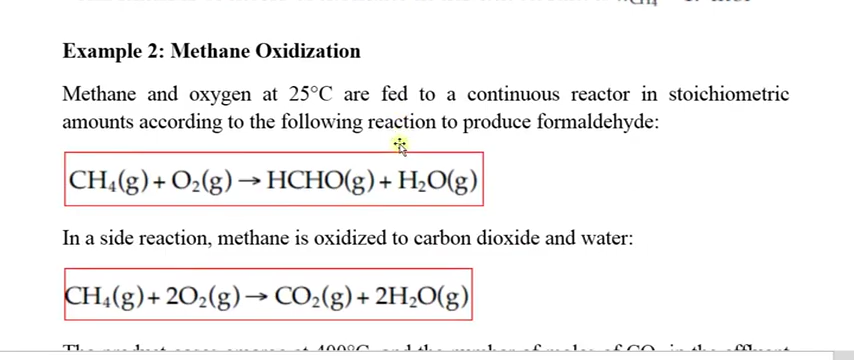 Example 2: Methane Oxidization
Methane and oxygen at 25°C are fed to a continuous reactor in stoichiometric
amounts according to the following reaction to produce formaldehyde:
CH₄(g) + O₂(g) → HCHO(g) + H₂O(g)
In a side reaction, methane is oxidized to carbon dioxide and water:
CH₄(g) + 2O₂(g) → CO₂(g) + 2H₂O(g)